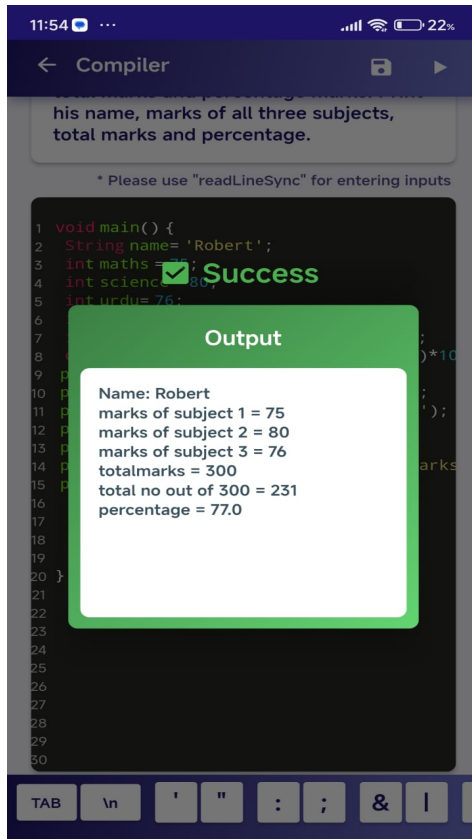 11:54 ... 22%
Compiler
his name, marks of all three subjects,
total marks and percentage.
* Please use "readLineSync" for entering inputs
1 void main() {
2 String name= 'Robert';
3 int maths = 75;
4 int science 80;
5 int urdu= 76;
Success
6
Output
7 ;
8 )*10
9 p
Name: Robert
10 p ;
marks of subject 1 = 75
11 p ');
marks of subject 2 = 80
12 p
marks of subject 3 = 76
13 p
totalmarks = 300
14 p arks
total no out of 300 = 231
15 p
percentage = 77.0
16
17
18
19
20 }
21
22
23
24
25
26
27
28
29
30
TAB \n ' " : ; & |